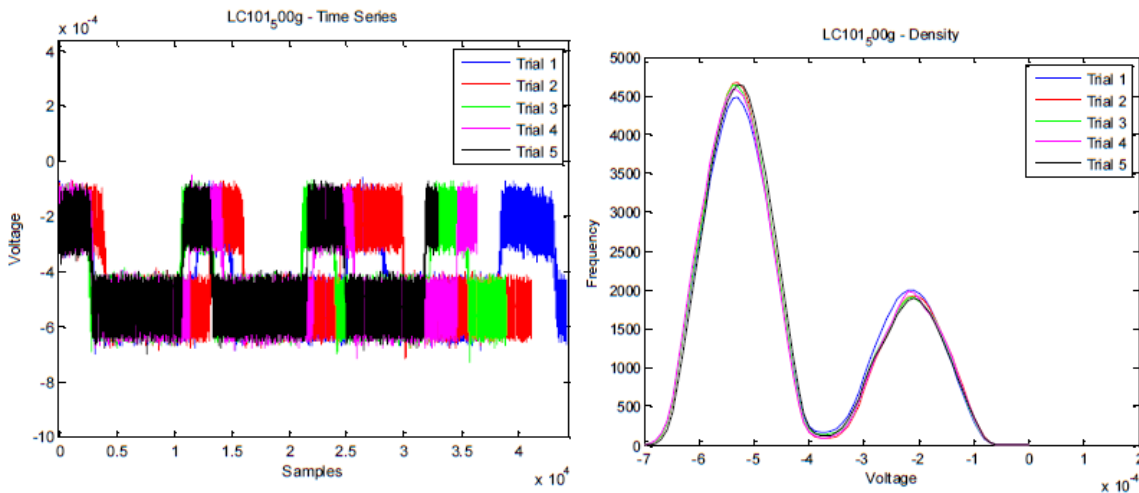 LC101₅00g - Time Series
x 10⁻⁴
4
2
0
-2
-4
-6
-8
-10
Voltage
0
0.5
1
1.5
2
2.5
3
3.5
4
Samples
x 10⁴
Trial 1
Trial 2
Trial 3
Trial 4
Trial 5
LC101₅00g - Density
5000
4500
4000
3500
3000
2500
2000
1500
1000
500
0
Frequency
-7
-6
-5
-4
-3
-2
-1
0
1
2
Voltage
x 10⁻⁴
Trial 1
Trial 2
Trial 3
Trial 4
Trial 5